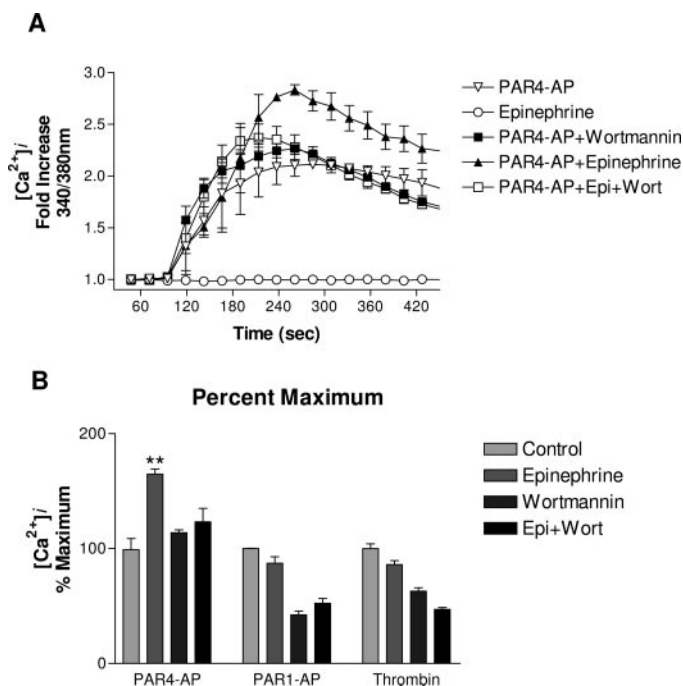 A
[Ca2+]i
Fold Increase
340/380nm
3.0
2.5
2.0
1.5
1.0
60
120
180
240
300
360
420
Time (sec)
PAR4-AP
Epinephrine
PAR4-AP+Wortmannin
PAR4-AP+Epinephrine
PAR4-AP+Epi+Wort
B
Percent Maximum
[Ca2+]i
% Maximum
200
100
0
**
PAR4-AP
PAR1-AP
Thrombin
Control
Epinephrine
Wortmannin
Epi+Wort